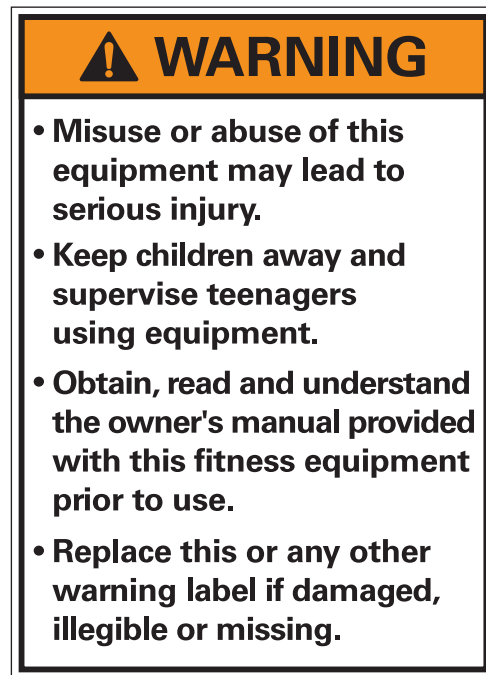 WARNING
• Misuse or abuse of this
equipment may lead to
serious injury.
• Keep children away and
supervise teenagers
using equipment.
• Obtain, read and understand
the owner's manual provided
with this fitness equipment
prior to use.
• Replace this or any other
warning label if damaged,
illegible or missing.